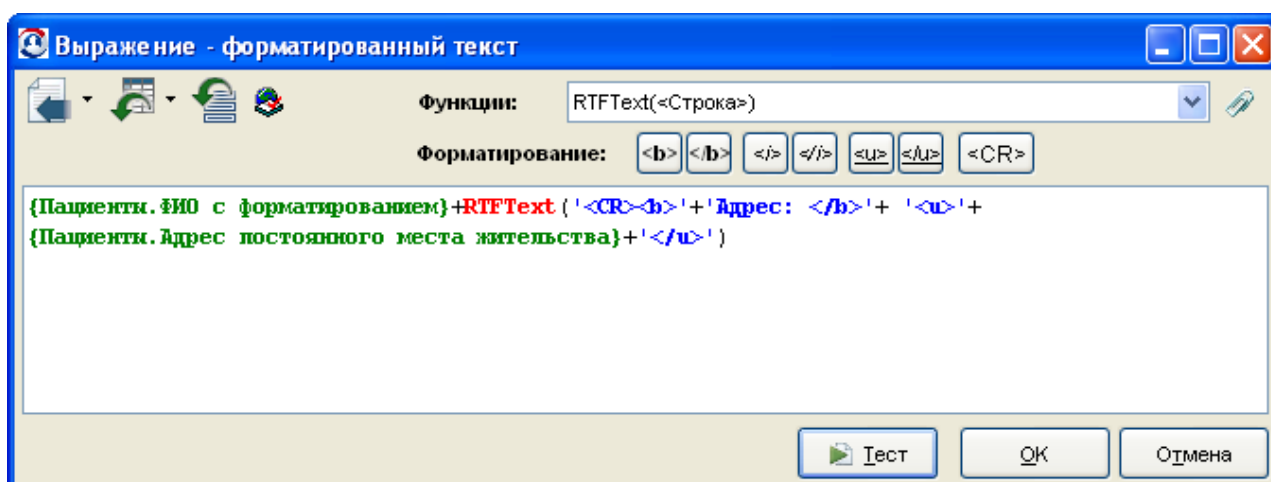 Выражение - форматированный текст
Функции: RTFText(<Строка>)
Форматирование: <b> </b> <i> </i> <u> </u> <CR>
{Пациенты.ФИО с форматированием}+RTFText('<CR><b>'+'Адрес: </b>'+ '<u>'+
{Пациенты.Адрес постоянного места жительства}+'</u>')
Тест OK Отмена